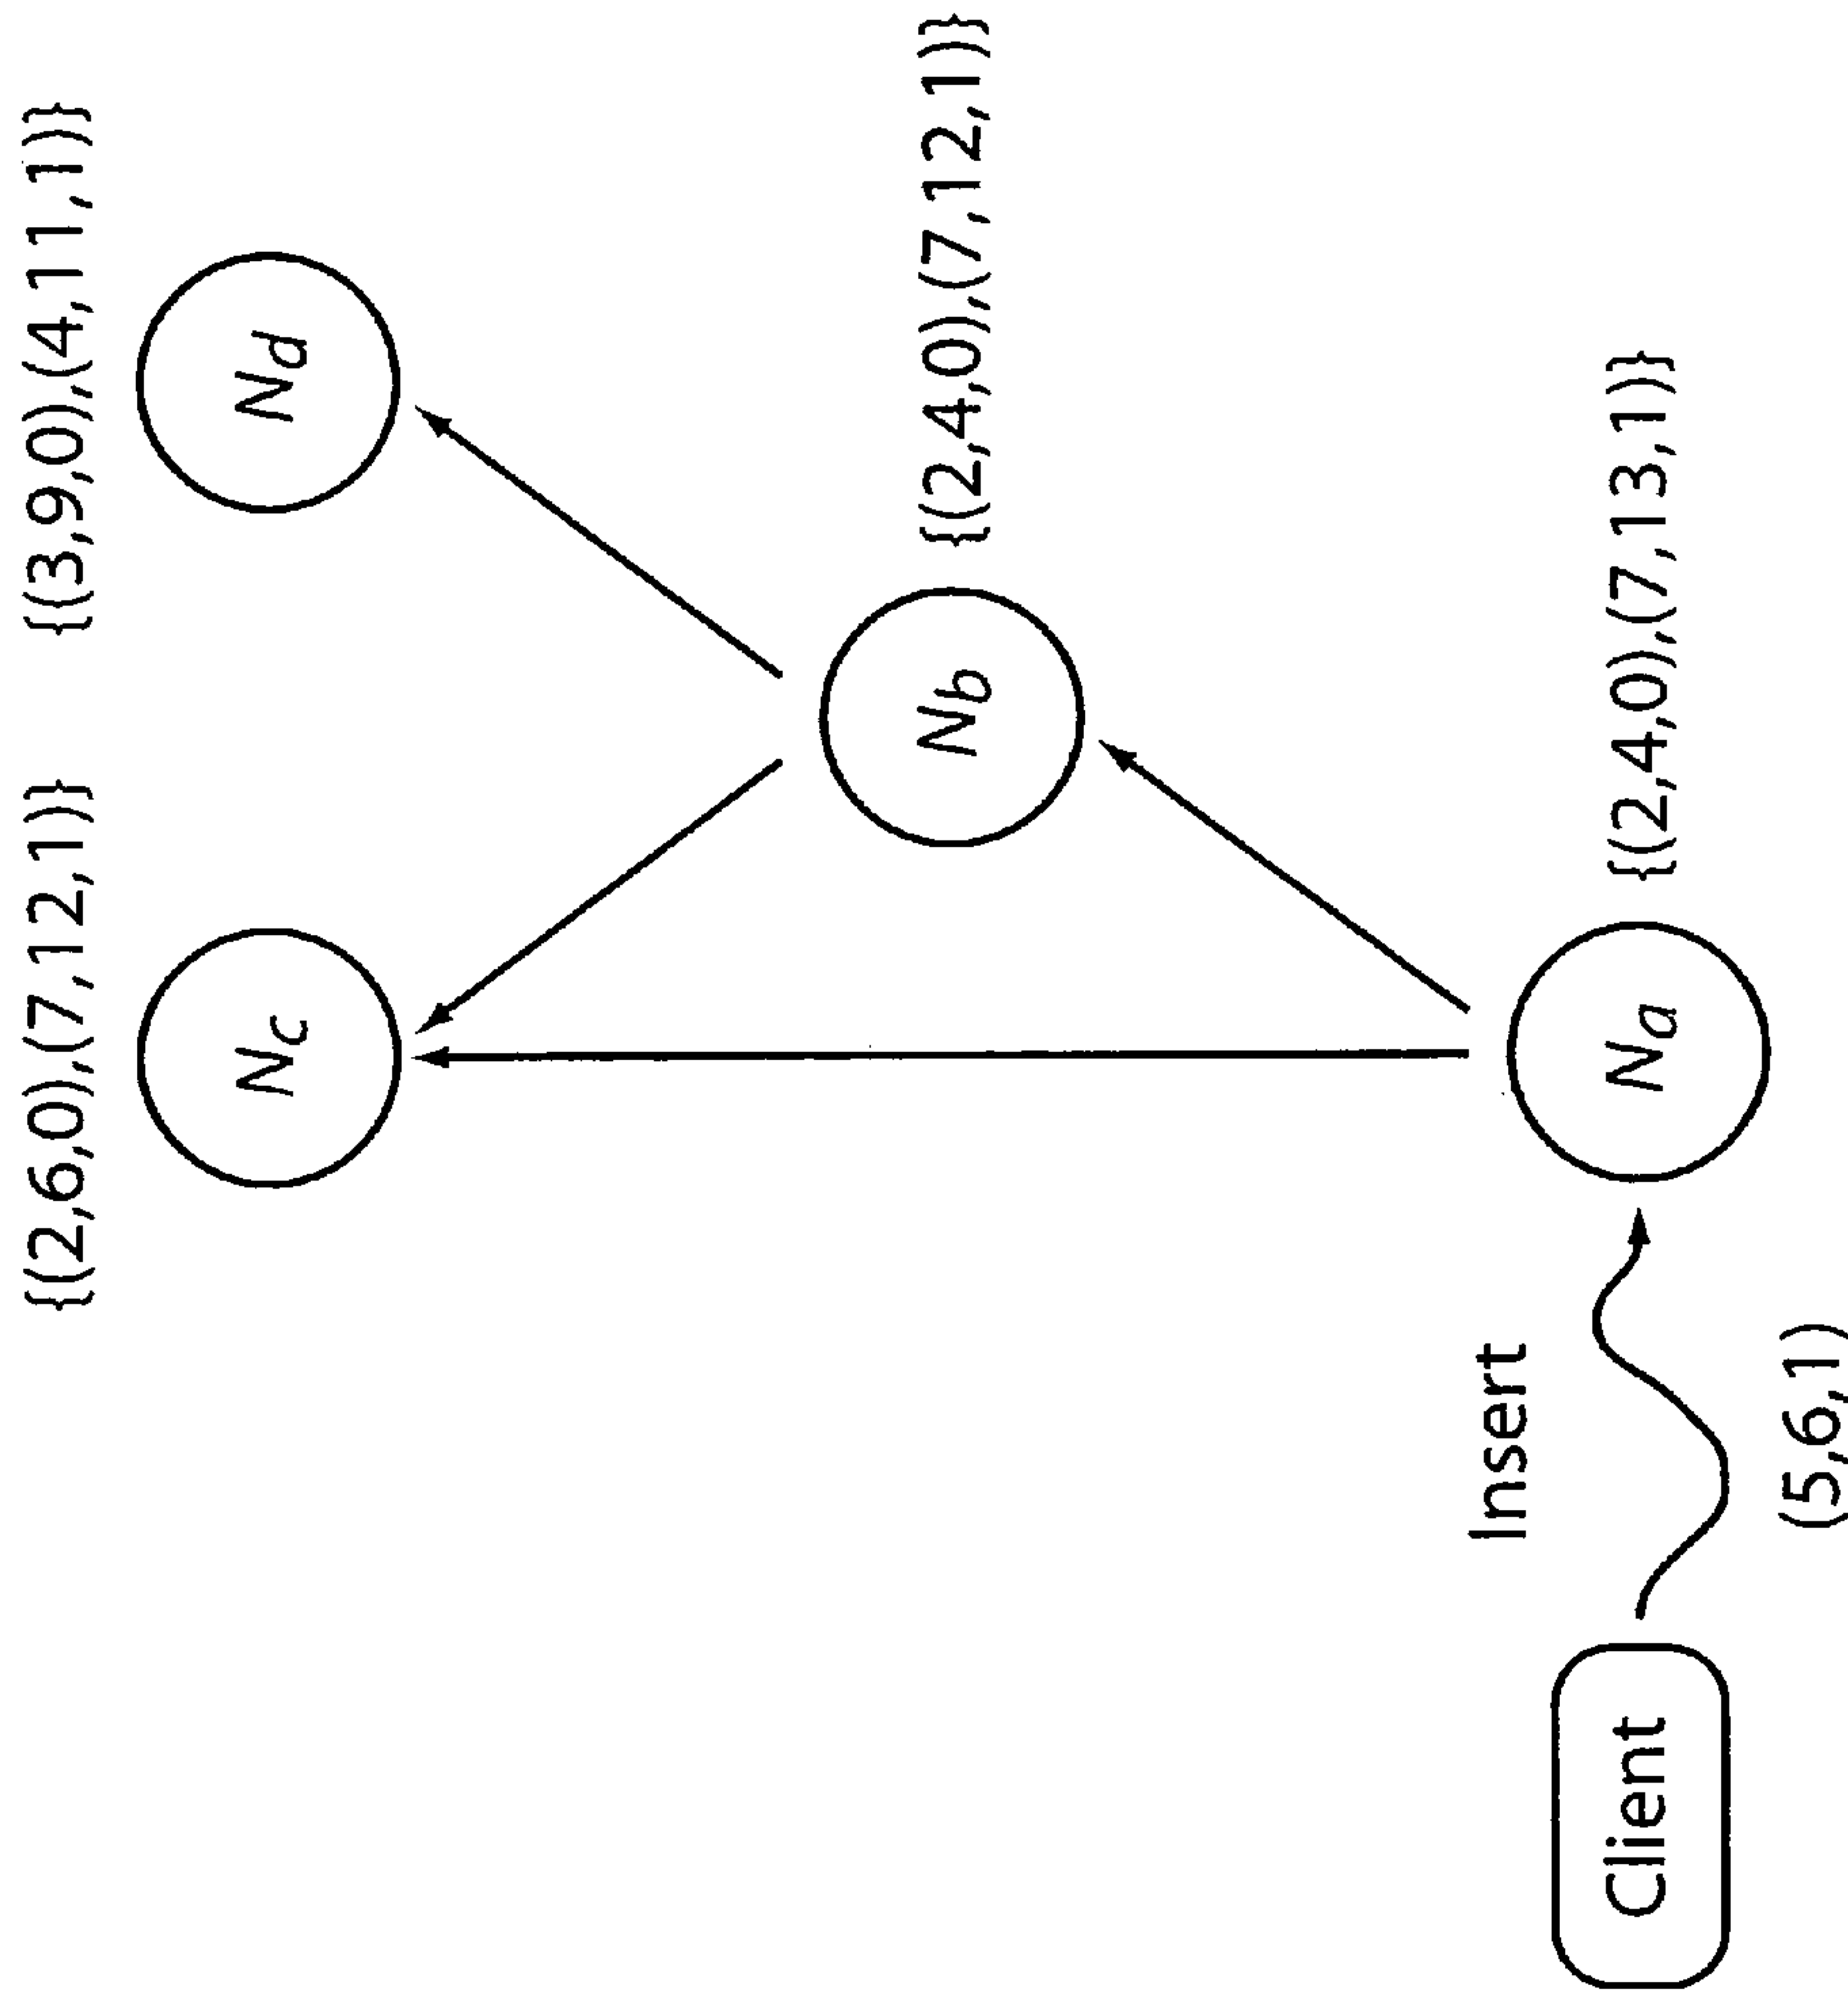 {(2,6,0),(7,12,1)}
{(3,9,0),(4,11,1)}
Nc
Nd
Nb
{(2,4,0),(7,12,1)}
Insert
Client
Na
{(2,4,0),(7,13,1)}
(5,6,1)